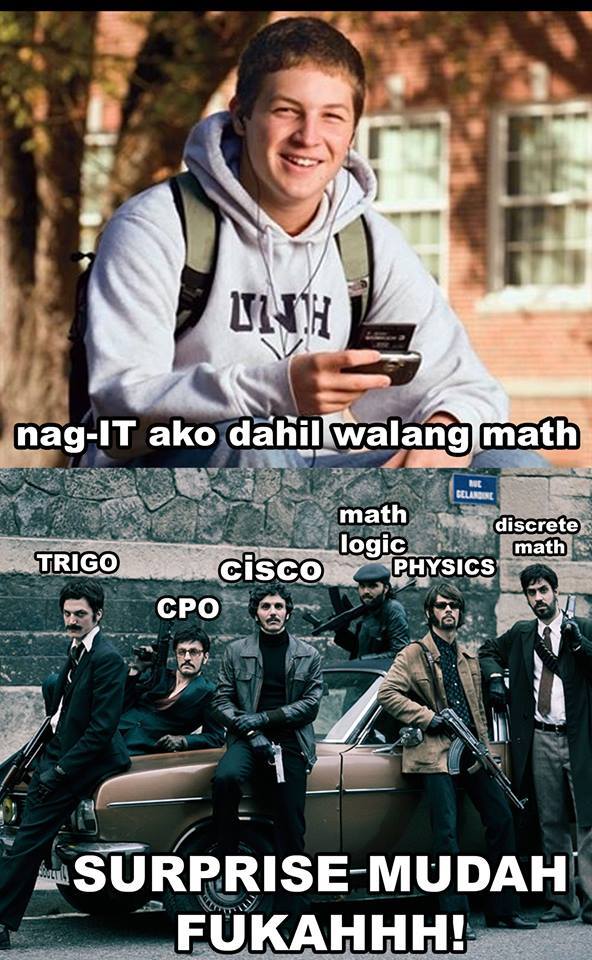 UNH
nag-IT ako dahil walang math
RUE
GELANDINE
math
logic
discrete
math
TRIGO
cisco
PHYSICS
CPO
SURPRISE MUDAH
FUKAHHH!